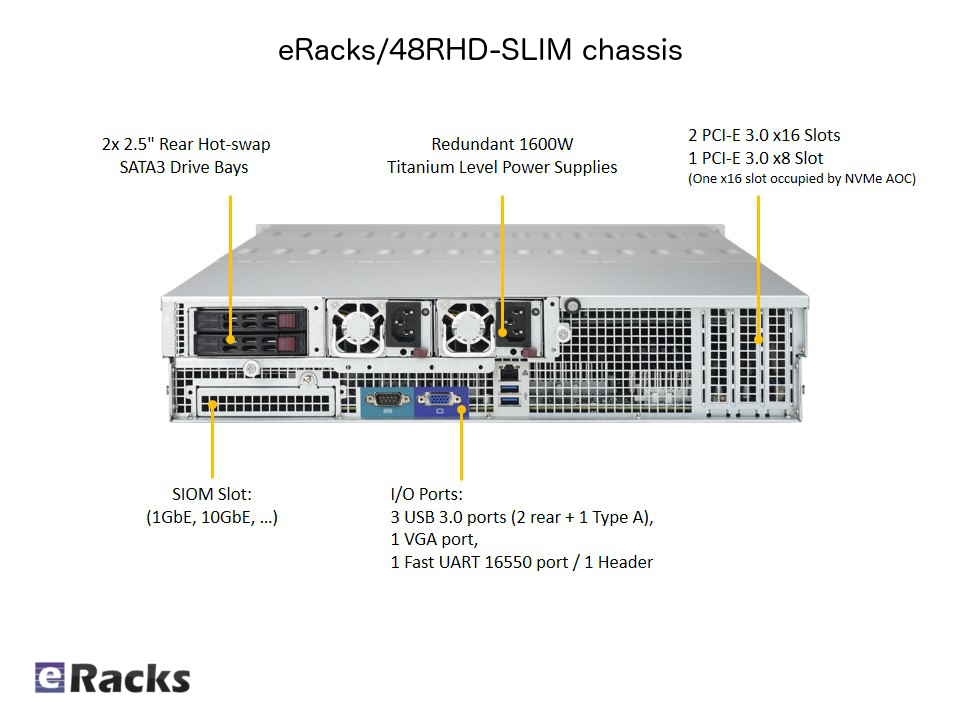 eRacks/48RHD-SLIM chassis
2x 2.5" Rear Hot-swap
SATA3 Drive Bays
Redundant 1600W
Titanium Level Power Supplies
2 PCI-E 3.0 x16 Slots
1 PCI-E 3.0 x8 Slot
(One x16 slot occupied by NVMe AOC)
SIOM Slot:
(1GbE, 10GbE, ...)
I/O Ports:
3 USB 3.0 ports (2 rear + 1 Type A),
1 VGA port,
1 Fast UART 16550 port / 1 Header
eRacks